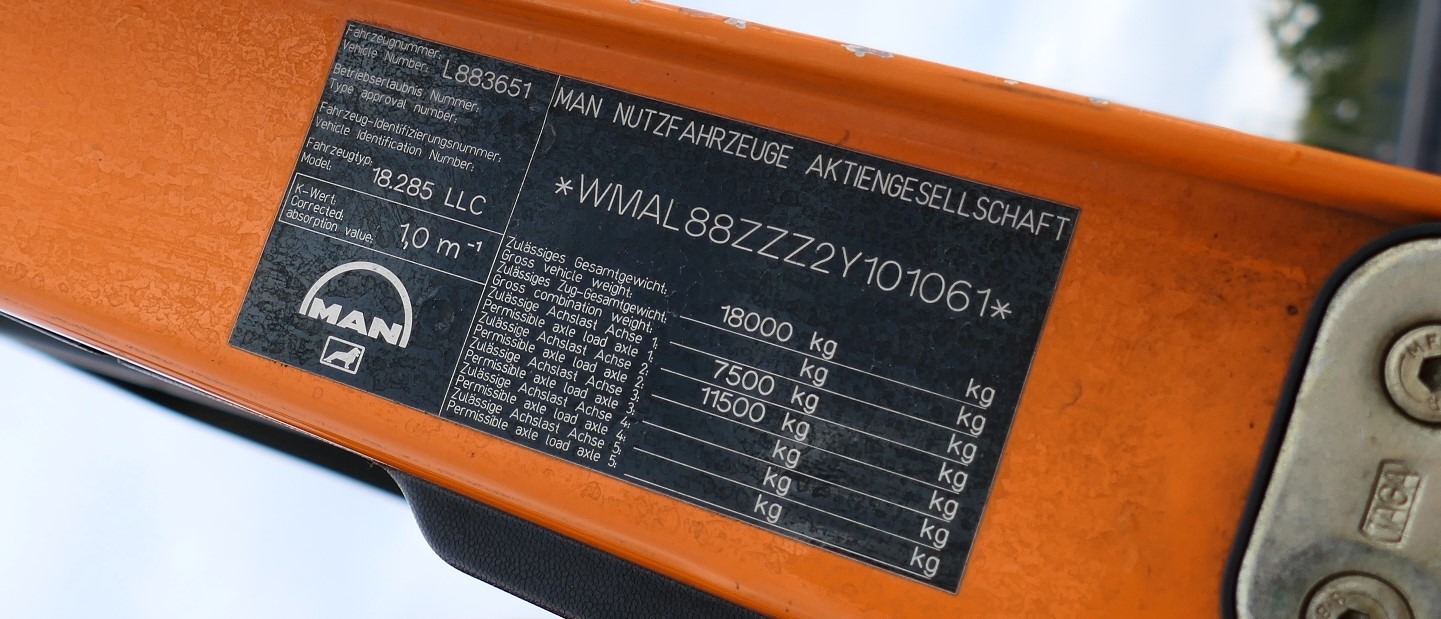 Fahrzeugnummer:
Vehicle Number: L883651
Betriebserlaubnis Nummer:
Type approval number:
Fahrzeug-Identifizierungsnummer:
Vehicle Identification Number:
Fahrzeugtyp:
Model: 18.285 LLC
K-Wert:
Corrected:
absorption value: 1,0 m⁻¹
MAN
MAN NUTZFAHRZEUGE AKTIENGESELLSCHAFT
*WMAL88ZZZ2Y101061*
Zulässiges Gesamtgewicht:
Gross vehicle weight: 18000 kg kg
Zulässiges Zug-Gesamtgewicht:
Gross combination weight: kg kg
Zulässige Achslast Achse 1:
Permissible axle load axle 1: 7500 kg kg
Zulässige Achslast Achse 2:
Permissible axle load axle 2: 11500 kg kg
Zulässige Achslast Achse 3:
Permissible axle load axle 3: kg kg
Zulässige Achslast Achse 4:
Permissible axle load axle 4: kg kg
Zulässige Achslast Achse 5:
Permissible axle load axle 5: kg kg
TAGA